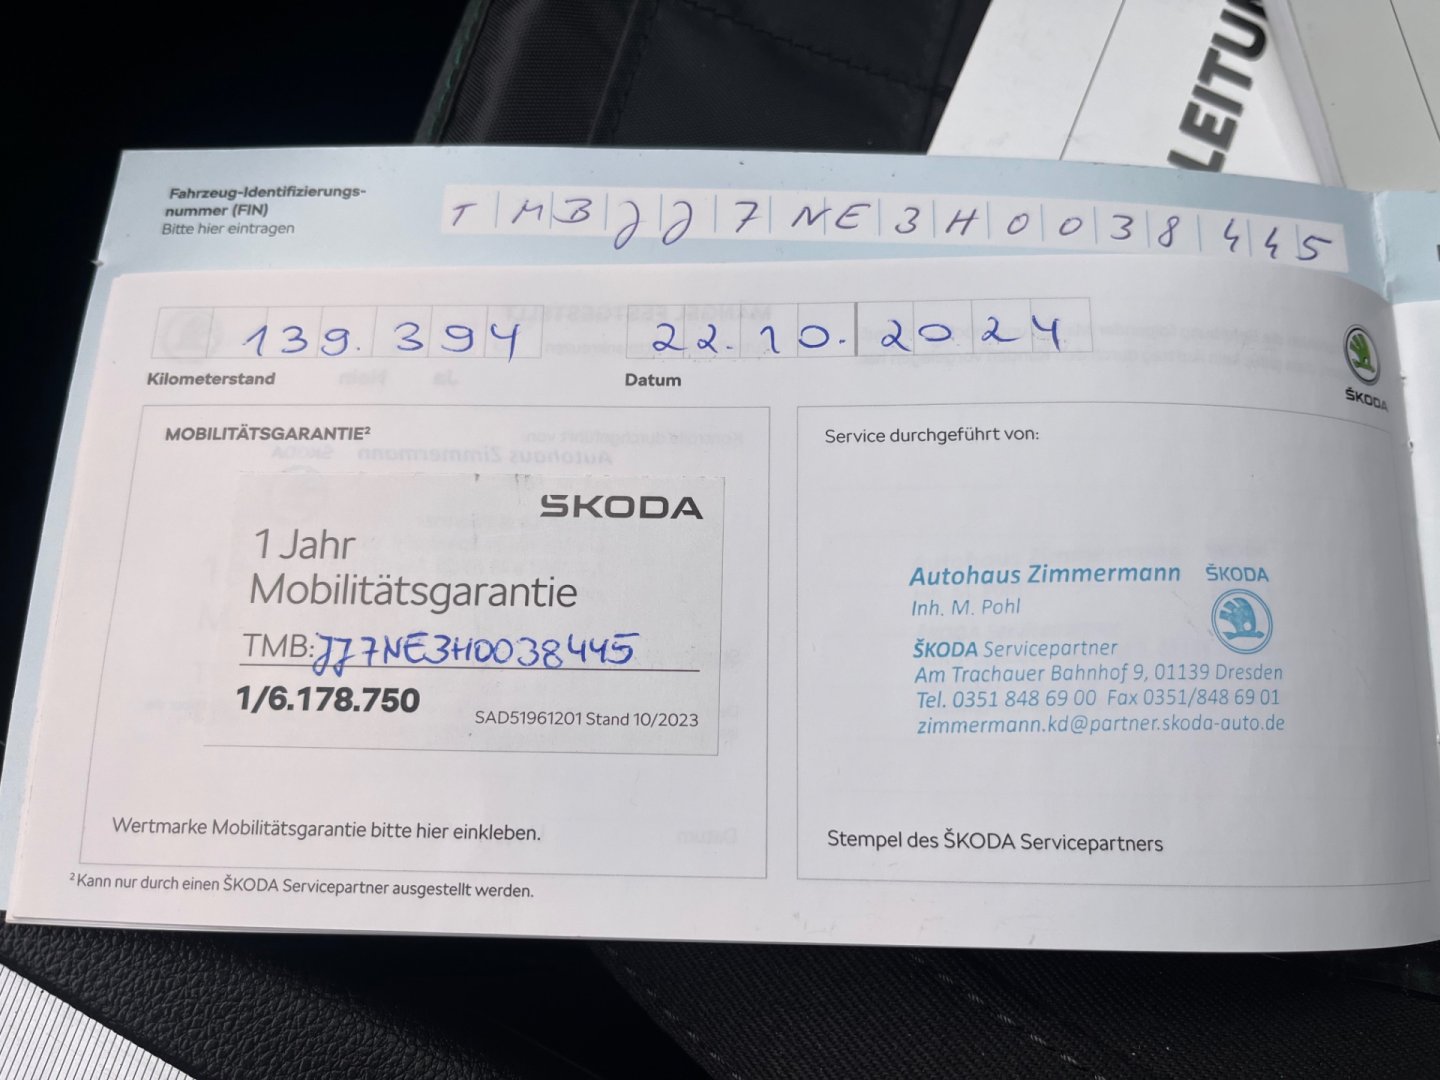 LEITUN
Fahrzeug-Identifizierungs-
nummer (FIN)
Bitte hier eintragen
TMBJJ7NE3H0038445
139.394
22.10.2024
Kilometerstand
Datum
ŠKODA
MOBILITÄTSGARANTIE²
ŠKODA
1 Jahr
Mobilitätsgarantie
TMB: JJ7NE3H0038445
1/6.178.750
SAD51961201 Stand 10/2023
Wertmarke Mobilitätsgarantie bitte hier einkleben.
²Kann nur durch einen ŠKODA Servicepartner ausgestellt werden.
Service durchgeführt von:
Autohaus Zimmermann ŠKODA
Inh. M. Pohl
ŠKODA Servicepartner
Am Trachauer Bahnhof 9, 01139 Dresden
Tel. 0351 848 69 00 Fax 0351/848 69 01
zimmermann.kd@partner.skoda-auto.de
Stempel des ŠKODA Servicepartners